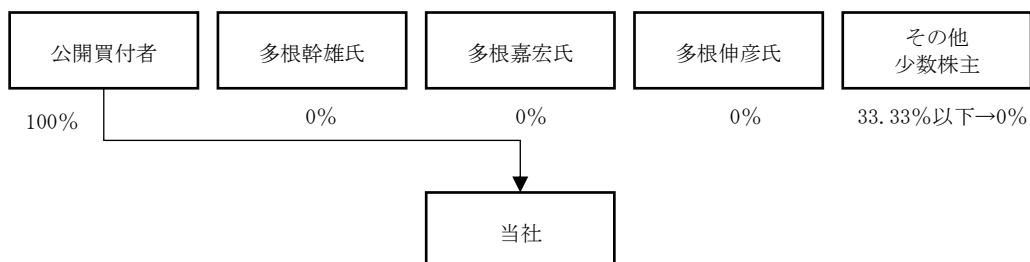 公開買付者
多根幹雄氏
多根嘉宏氏
多根伸彦氏
その他
少数株主
100%
0%
0%
0%
33.33%以下→0%
当社